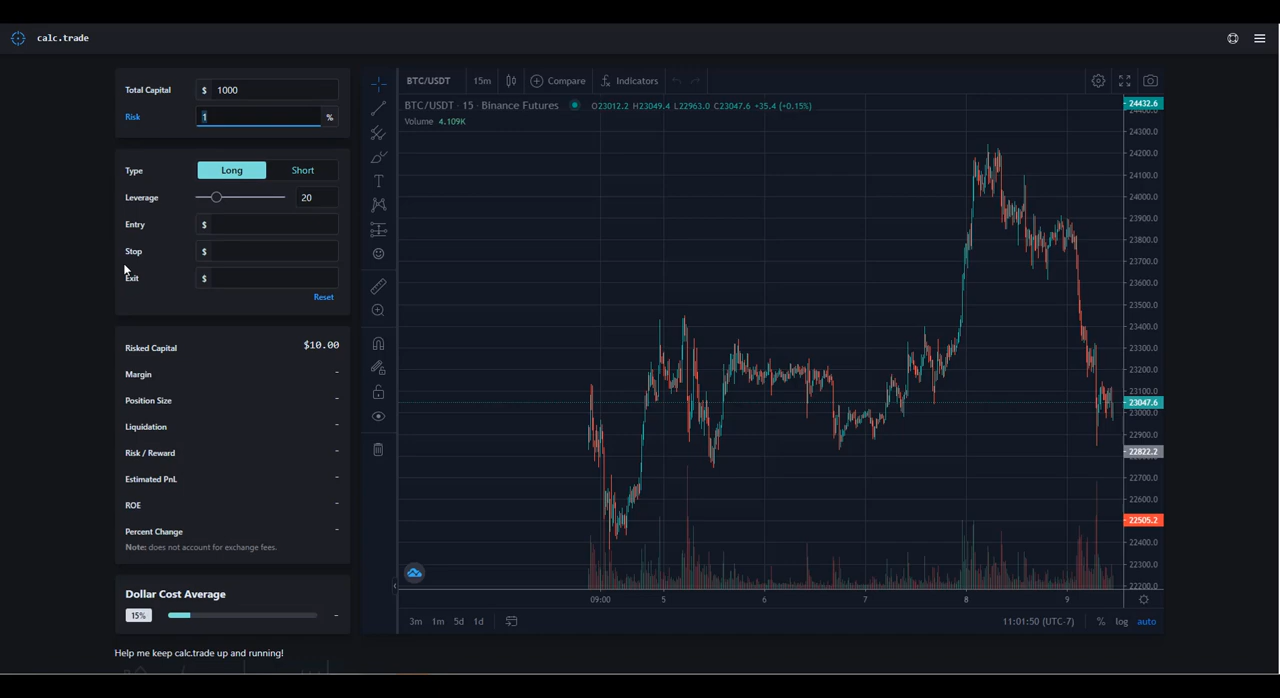 calc.trade
Total Capital $ 1000
Risk 1 %
Type Long Short
Leverage 20
Entry $
Stop $
Exit $
Reset
Risked Capital $10.00
Margin -
Position Size -
Liquidation -
Risk / Reward -
Estimated PnL -
ROE -
Percent Change -
Note: does not account for exchange fees.
Dollar Cost Average
15% -
Help me keep calc.trade up and running!
BTC/USDT 15m Compare Indicators
BTC/USDT · 15 · Binance Futures O23012.2 H23049.4 L22963.0 C23047.6 +35.4 (+0.15%)
Volume 4.109K
24432.6
24300.0
24200.0
24100.0
24000.0
23900.0
23800.0
23700.0
23600.0
23500.0
23400.0
23300.0
23200.0
23100.0
23047.6
23000.0
22900.0
22822.2
22700.0
22600.0
22505.2
22400.0
22300.0
22200.0
09:00 5 6 7 8 9
3m 1m 5d 1d
11:01:50 (UTC-7) % log auto